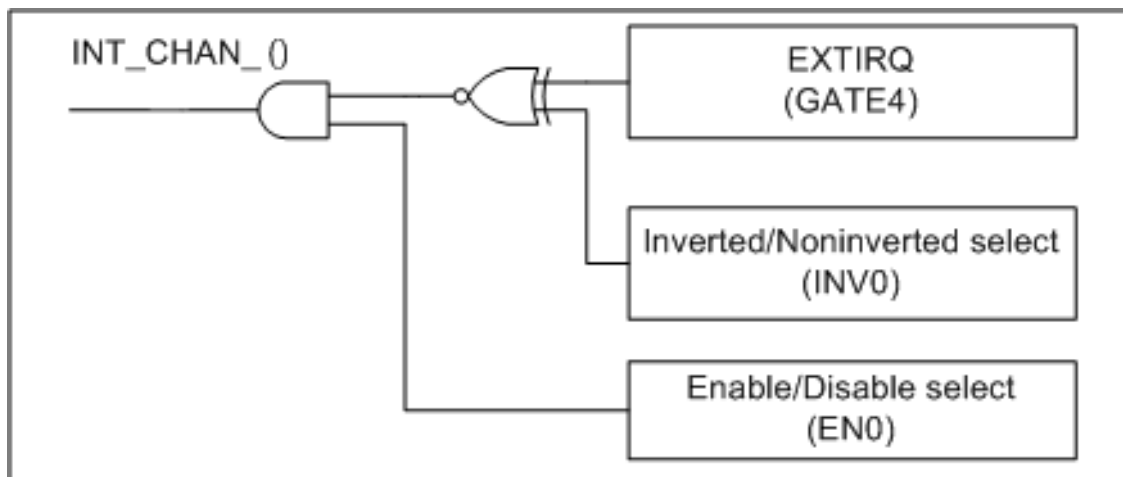 INT_CHAN_ ()
EXTIRQ
(GATE4)
Inverted/Noninverted select
(INV0)
Enable/Disable select
(EN0)